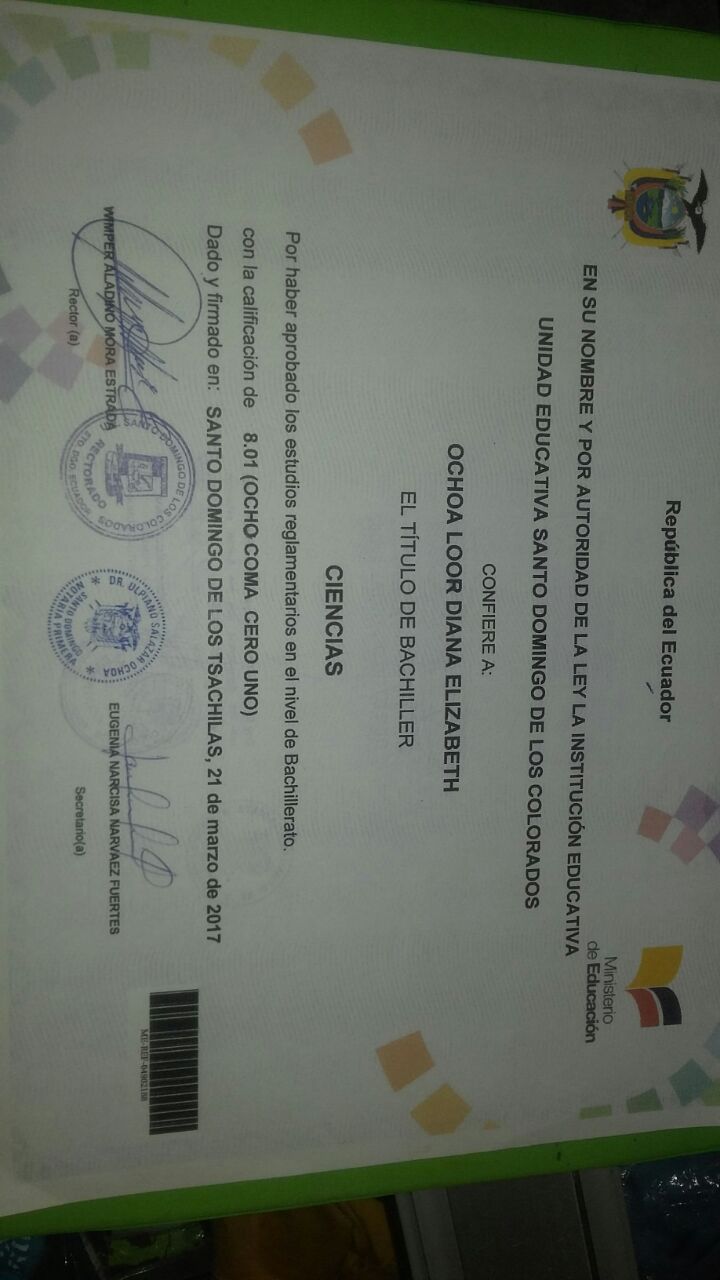 República del Ecuador
Ministerio
de Educación
EN SU NOMBRE Y POR AUTORIDAD DE LA LEY LA INSTITUCIÓN EDUCATIVA
UNIDAD EDUCATIVA SANTO DOMINGO DE LOS COLORADOS
CONFIERE A:
OCHOA LOOR DIANA ELIZABETH
EL TÍTULO DE BACHILLER
CIENCIAS
Por haber aprobado los estudios reglamentarios en el nivel de Bachillerato.
con la calificación de 8.01 (OCHO COMA CERO UNO)
Dado y firmado en: SANTO DOMINGO DE LOS TSACHILAS, 21 de marzo de 2017
ME-REF-04902188
WIMPER ALADINO MORA ESTRADA
Rector (a)
SANTO DOMINGO DE LOS COLORADOS
RECTORADO
STO. DGO. ECUADOR
DR. ULPIANO SALAZAR OCHOA
SANTO DOMINGO
NOTARIA PRIMERA
EUGENIA NARCISA NARVAEZ FUERTES
Secretario(a)